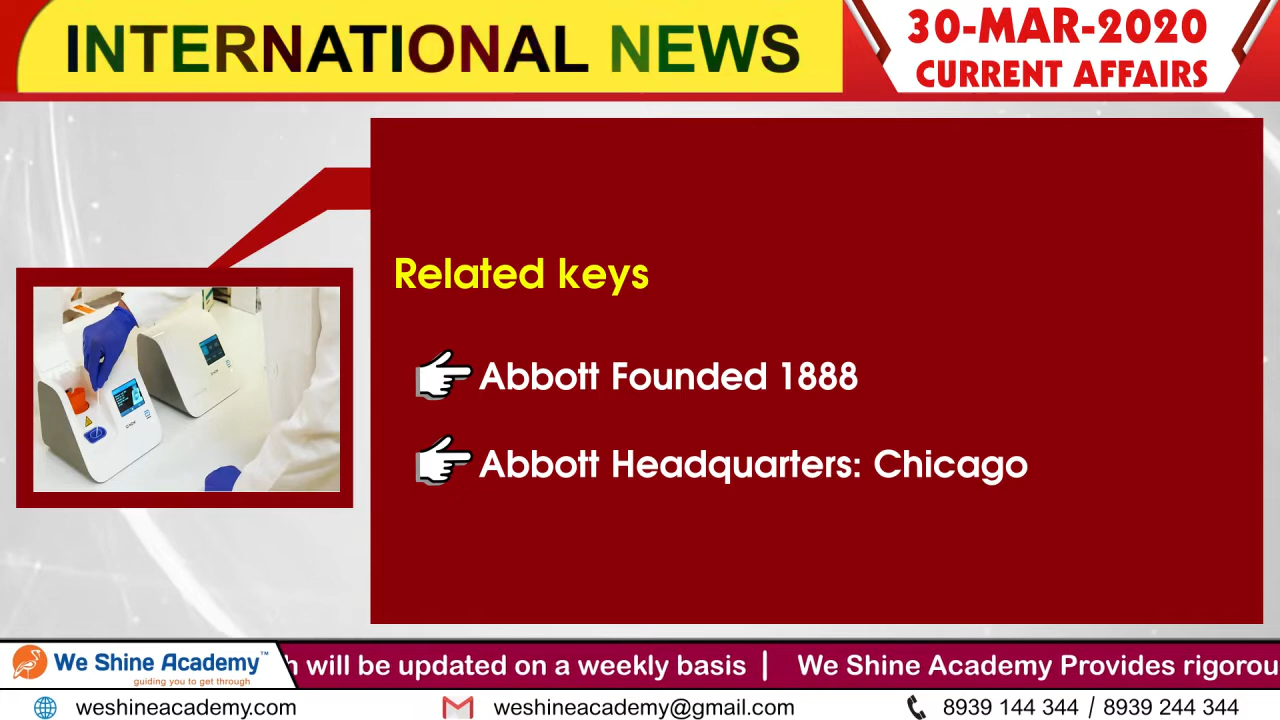 INTERNATIONAL NEWS
30-MAR-2020
CURRENT AFFAIRS
Related keys
Abbott Founded 1888
Abbott Headquarters: Chicago
We Shine Academy™
guiding you to get through
will be updated on a weekly basis | We Shine Academy Provides
weshineacademy.com
weshineacademy@gmail.com
8939 144 344 / 8939 244 344